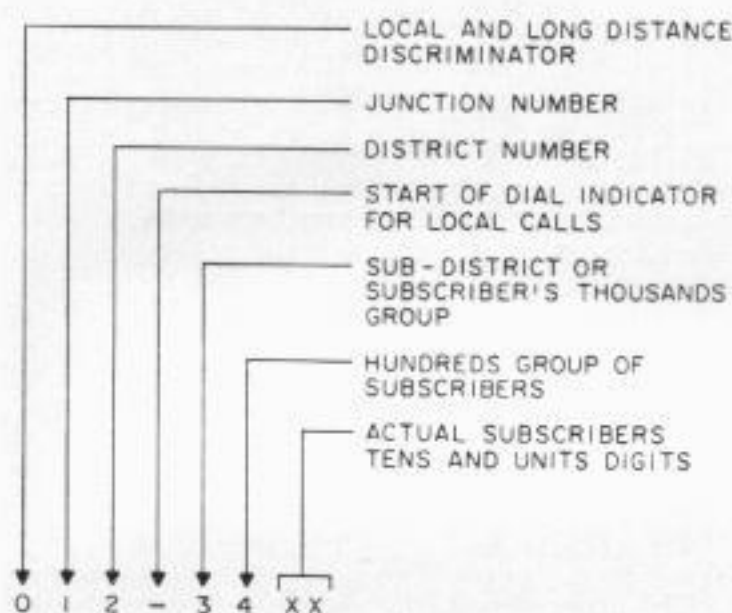 LOCAL AND LONG DISTANCE
DISCRIMINATOR
JUNCTION NUMBER
DISTRICT NUMBER
START OF DIAL INDICATOR
FOR LOCAL CALLS
SUB-DISTRICT OR
SUBSCRIBER'S THOUSANDS
GROUP
HUNDREDS GROUP OF
SUBSCRIBERS
ACTUAL SUBSCRIBERS
TENS AND UNITS DIGITS
0 1 2 - 3 4 X X